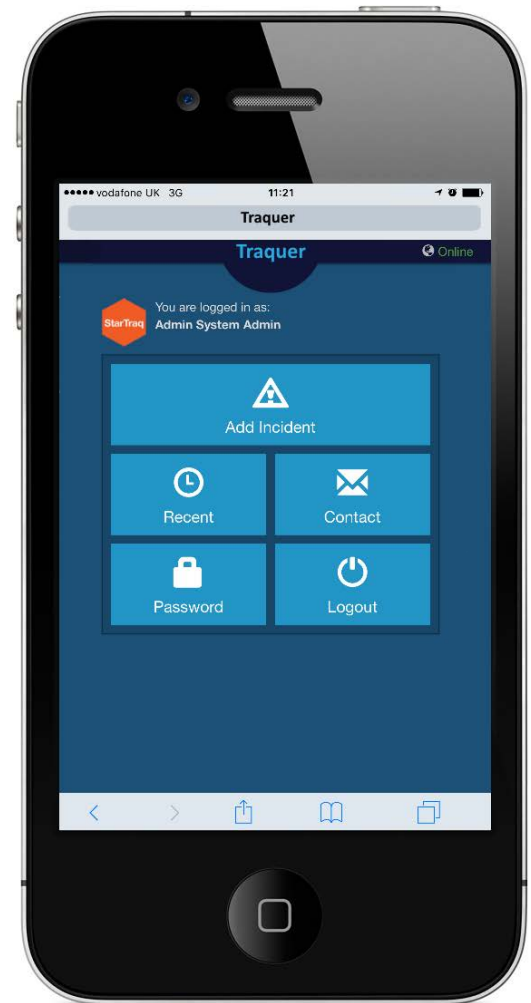 vodafone UK 3G 11:21
Traquer
Traquer Online
You are logged in as:
StarTraq Admin System Admin
Add Incident
Recent Contact
Password Logout